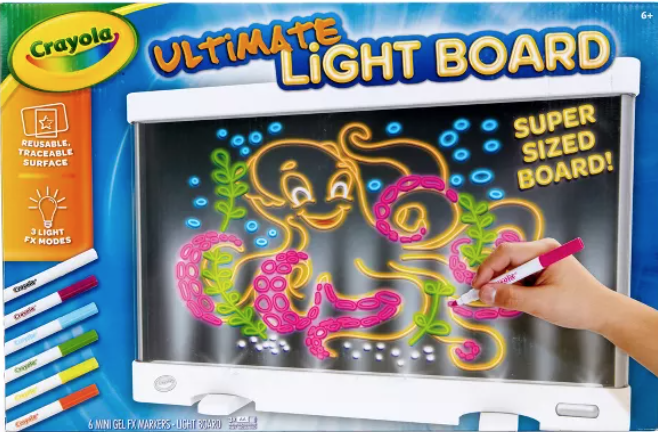 Crayola
ULTIMATE
LiGHT BOARD
6+
REUSABLE,
TRACEABLE
SURFACE
3 LIGHT
FX MODES
SUPER
SIZED
BOARD!
Crayola
Crayola
Crayola
Crayola
Crayola
Crayola
Crayola
6 MINI GEL FX MARKERS • LIGHT BOARD